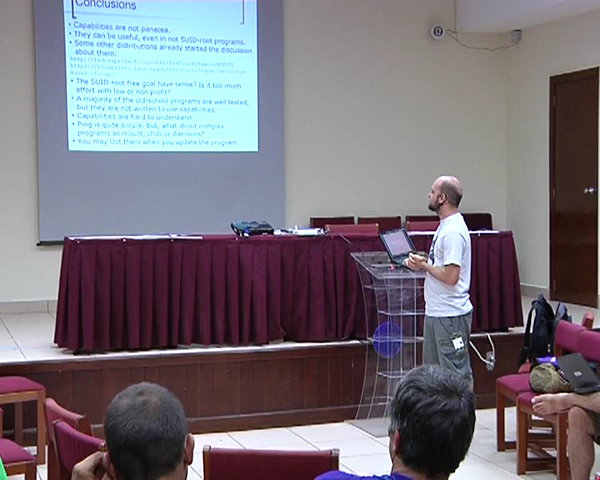 Conclusions
• Capabilities are not panacea.
• They can be useful, even in not SUID-root programs.
• Some other distributions already started the discussion
about them:
• The SUID-root free goal have sense? Is it too much
effort with low or non profit?
• A majority of the old-school programs are well tested,
but they are not written to use capabilities.
• Capabilities are hard to understand
• Ping is quite simple. But, what about complex
programs as mount, chsh or daemons?
• You may lost them when you update the program.